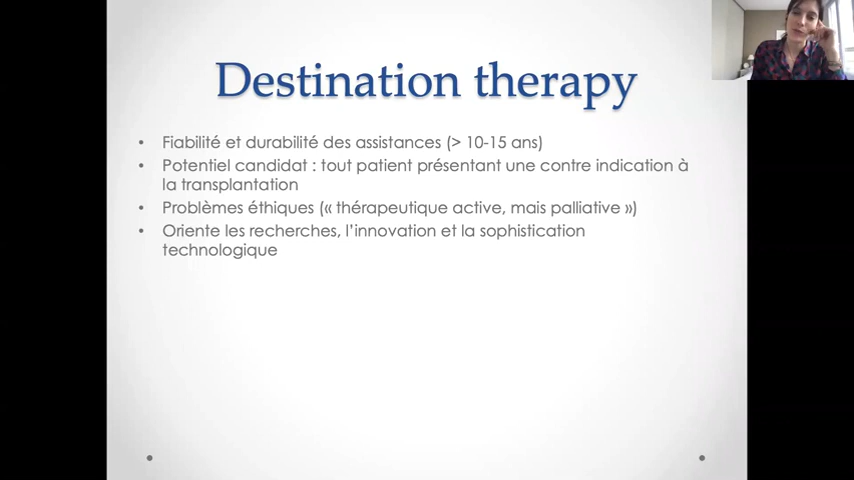 Destination therapy
• Fiabilité et durabilité des assistances (> 10-15 ans)
• Potentiel candidat : tout patient présentant une contre indication à
la transplantation
• Problèmes éthiques (« thérapeutique active, mais palliative »)
• Oriente les recherches, l’innovation et la sophistication
technologique